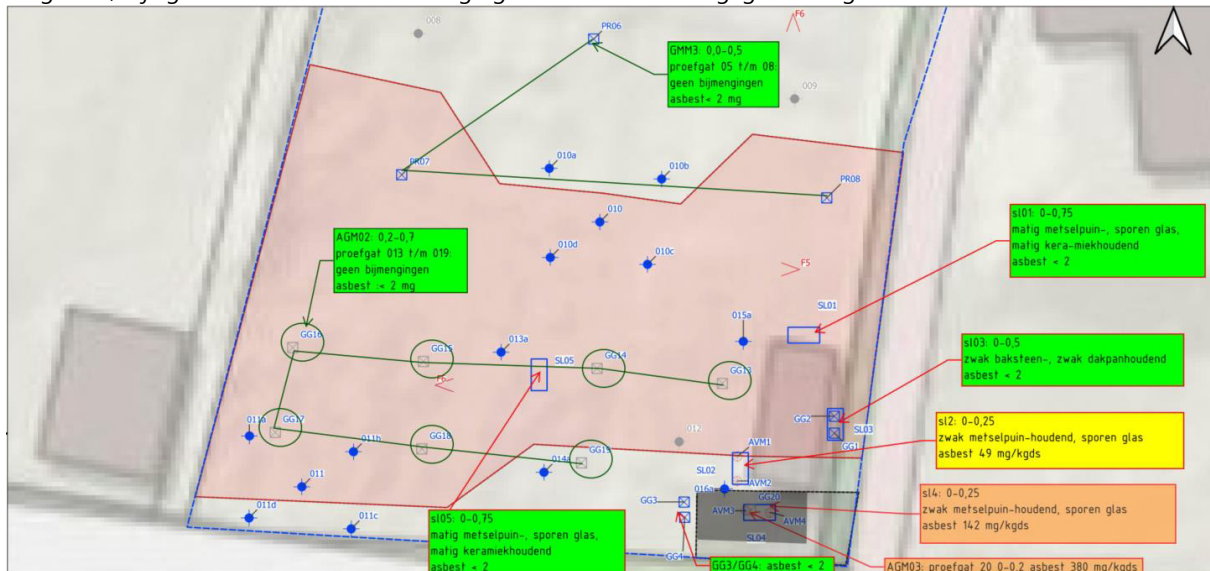 008
PR06
F6
GMM3: 0,0-0,5
proefgat 05 t/m 08:
geen bijmengingen
asbest< 2 mg
009
PR07
010a
010b
PR08
010
sl01: 0-0,75
matig metselpuin-, sporen glas,
matig kera-miekhoudend
asbest < 2
AGM02: 0,2-0,7
proefgat 013 t/m 019:
geen bijmengingen
asbest :< 2 mg
010d
010c
F5
SL01
015a
GG16
GG15
013a
SL05
GG14
GG13
sl03: 0-0,5
zwak baksteen-, zwak dakpanhoudend
asbest < 2
F6
GG2
SL03
GG1
sl2: 0-0,25
zwak metselpuin-houdend, sporen glas
asbest 49 mg/kgds
GG17
011a
011b
GG18
GG19
012
AVM1
SL02
AVM2
014a
016a
011
011d
011c
GG3
GG4
GG20
AVM3
AVM4
SL04
sl4: 0-0,25
zwak metselpuin-houdend, sporen glas
asbest 142 mg/kgds
sl05: 0-0,75
matig metselpuin-, sporen glas,
matig keramiekhoudend
asbest < 2
GG3/GG4: asbest < 2
AGM03: proefgat 20 0-0,2 asbest 380 mg/kgds